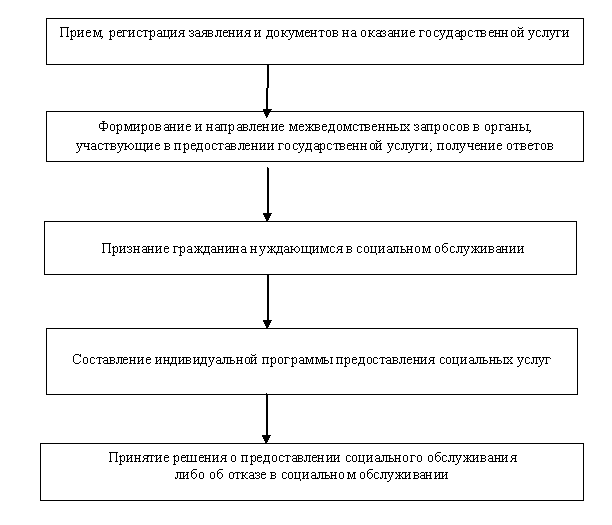 Прием, регистрация заявления и документов на оказание государственной услуги
Формирование и направление межведомственных запросов в органы,
участвующие в предоставлении государственной услуги; получение ответов
Признание гражданина нуждающимся в социальном обслуживании
Составление индивидуальной программы предоставления социальных услуг
Принятие решения о предоставлении социального обслуживания
либо об отказе в социальном обслуживании